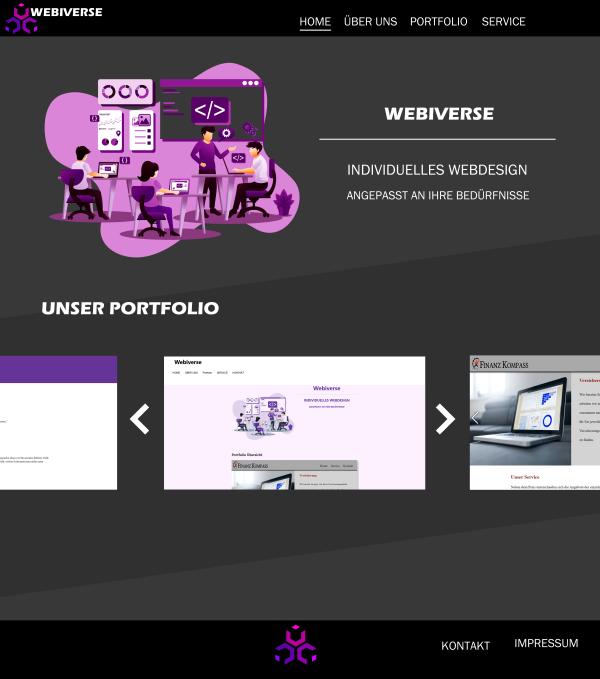 WEBIVERSE
HOME ÜBER UNS PORTFOLIO SERVICE
WEBIVERSE
INDIVIDUELLES WEBDESIGN
ANGEPASST AN IHRE BEDÜRFNISSE
UNSER PORTFOLIO
Webiverse
HOME ÜBER UNS Portfolio SERVICE KONTAKT
Webiverse
INDIVIDUELLES WEBDESIGN
Portfolio Übersicht
FINANZ KOMPASS
FINANZ KOMPASS
Unser Service
KONTAKT IMPRESSUM